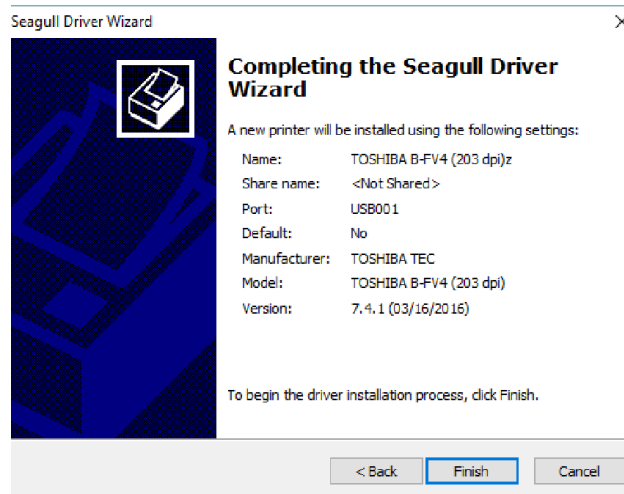 Seagull Driver Wizard
Completing the Seagull Driver
Wizard
A new printer will be installed using the following settings:
Name: TOSHIBA B-FV4 (203 dpi)z
Share name: <Not Shared>
Port: USB001
Default: No
Manufacturer: TOSHIBA TEC
Model: TOSHIBA B-FV4 (203 dpi)
Version: 7.4.1 (03/16/2016)
To begin the driver installation process, click Finish.
< Back Finish Cancel